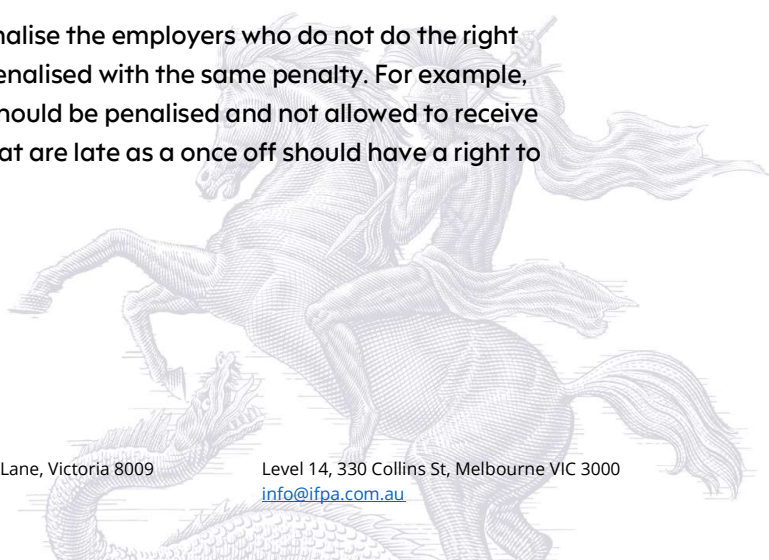 nalise the employers who do not do the right
enalised with the same penalty. For example,
hould be penalised and not allowed to receive
at are late as a once off should have a right to
Lane, Victoria 8009
Level 14, 330 Collins St, Melbourne VIC 3000
info@ifpa.com.au